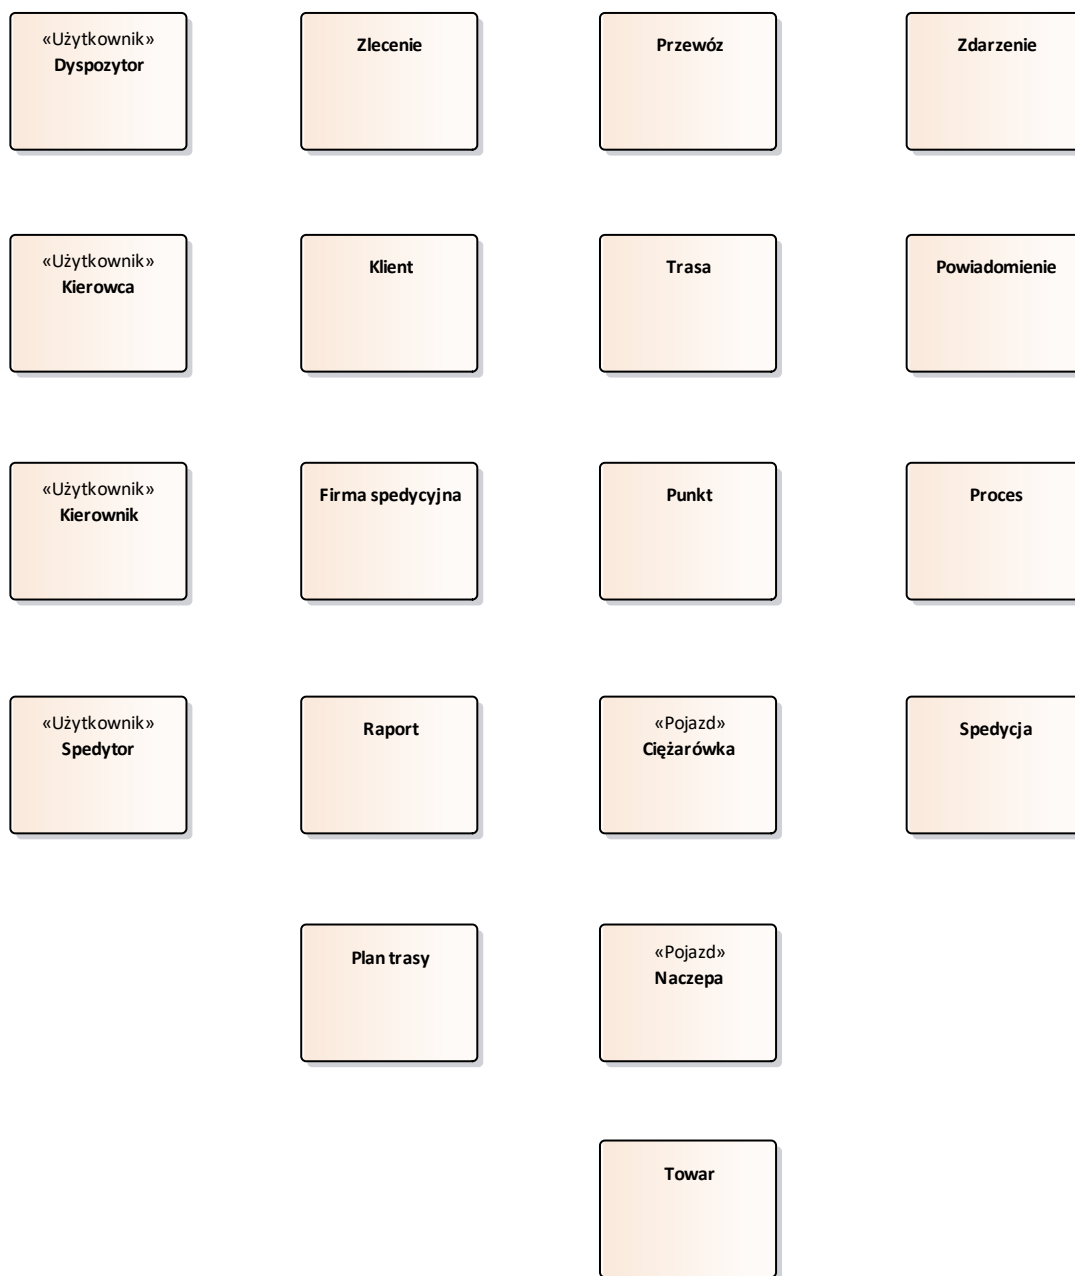 «Użytkownik»
Dyspozytor
Zlecenie
Przewóz
Zdarzenie
«Użytkownik»
Kierowca
Klient
Trasa
Powiadomienie
«Użytkownik»
Kierownik
Firma spedycyjna
Punkt
Proces
«Użytkownik»
Spedytor
Raport
«Pojazd»
Ciężarówka
Spedycja
Plan trasy
«Pojazd»
Naczepa
Towar